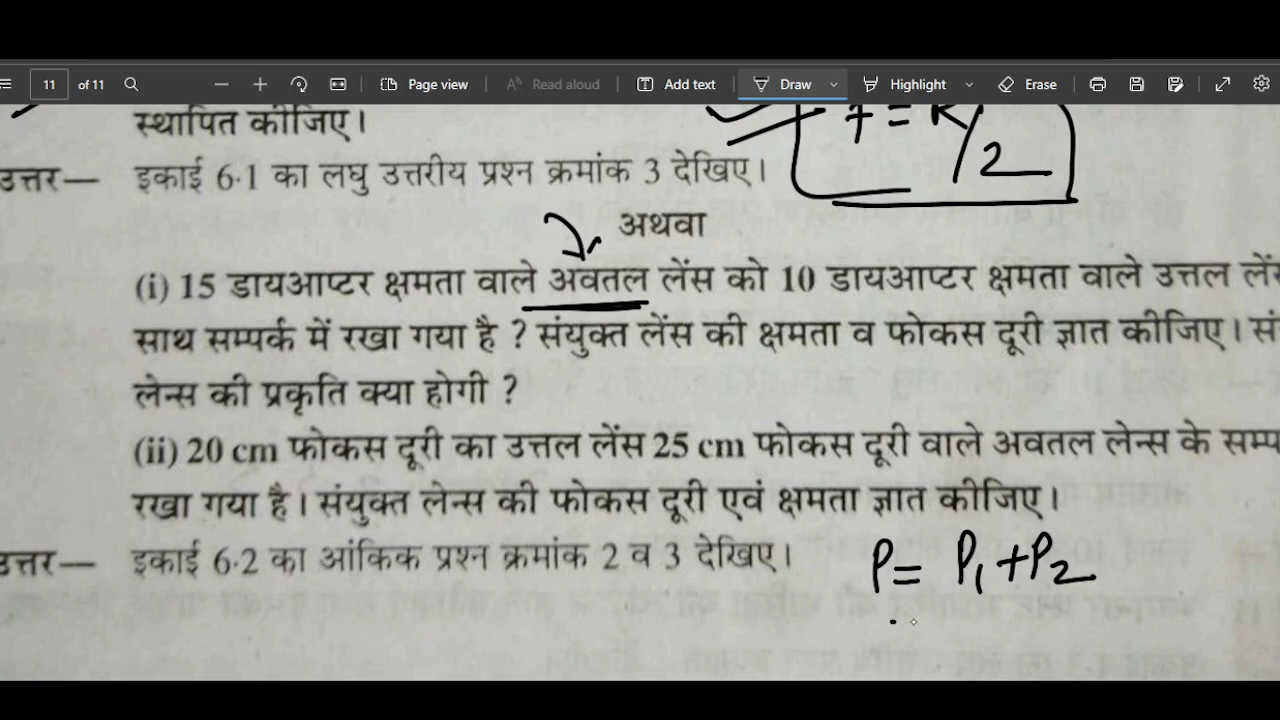 11 of 11 Page view Read aloud Add text Draw Highlight Erase
स्थापित कीजिए।
f = R/2
उत्तर— इकाई 6·1 का लघु उत्तरीय प्रश्न क्रमांक 3 देखिए।
अथवा
(i) 15 डायआप्टर क्षमता वाले अवतल लेंस को 10 डायआप्टर क्षमता वाले उत्तल
साथ सम्पर्क में रखा गया है ? संयुक्त लेंस की क्षमता व फोकस दूरी ज्ञात कीजिए।
लेन्स की प्रकृति क्या होगी ?
(ii) 20 cm फोकस दूरी का उत्तल लेंस 25 cm फोकस दूरी वाले अवतल लेन्स के
रखा गया है। संयुक्त लेन्स की फोकस दूरी एवं क्षमता ज्ञात कीजिए।
उत्तर— इकाई 6·2 का आंकिक प्रश्न क्रमांक 2 व 3 देखिए।
P = P₁+P₂